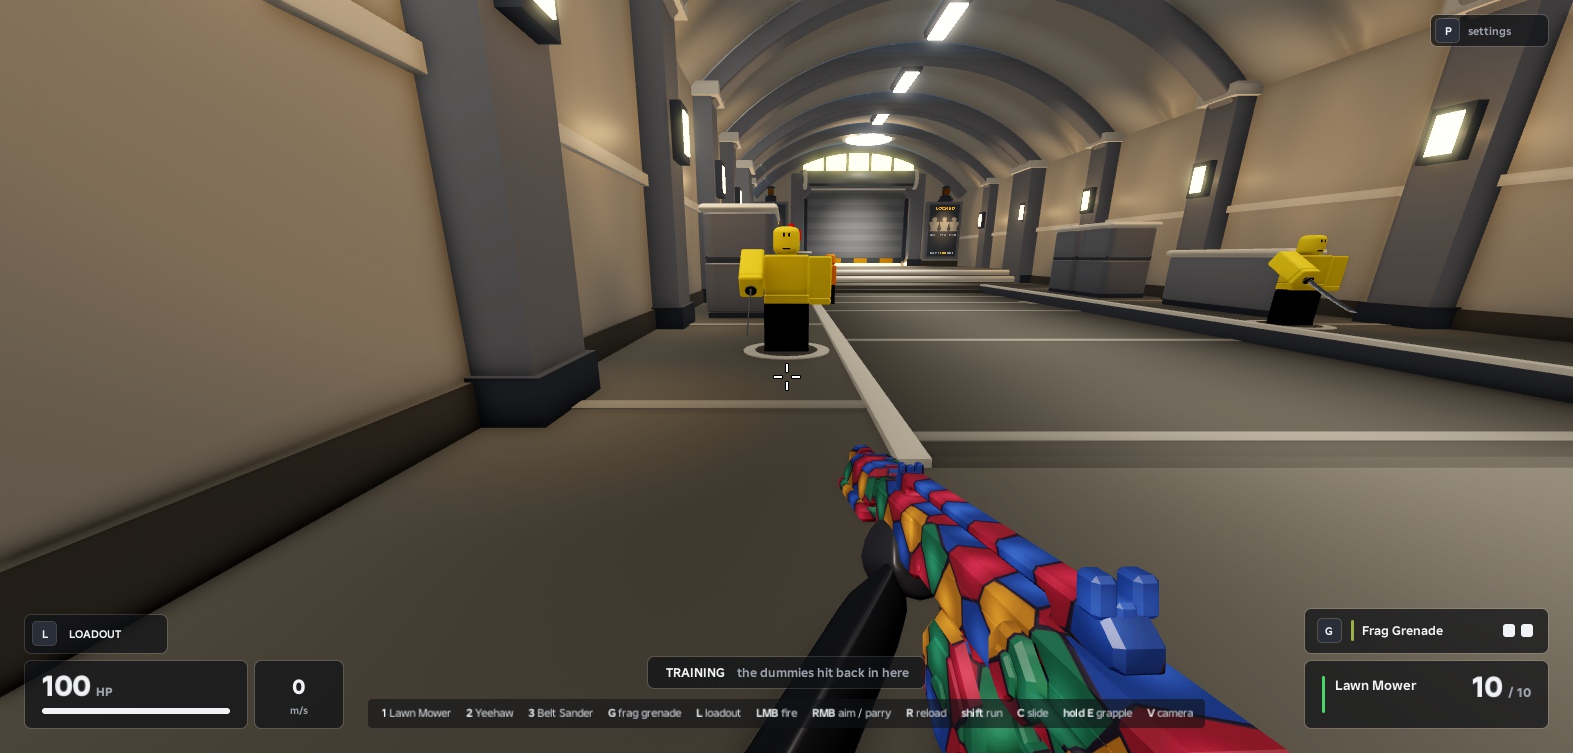 P settings
LOCKED
L LOADOUT
100 HP
0
m/s
TRAINING the dummies hit back in here
1 Lawn Mower 2 Yeehaw 3 Belt Sander G frag grenade L loadout LMB fire RMB aim / parry R reload shift run C slide hold E grapple V camera
G Frag Grenade
Lawn Mower 10 / 10